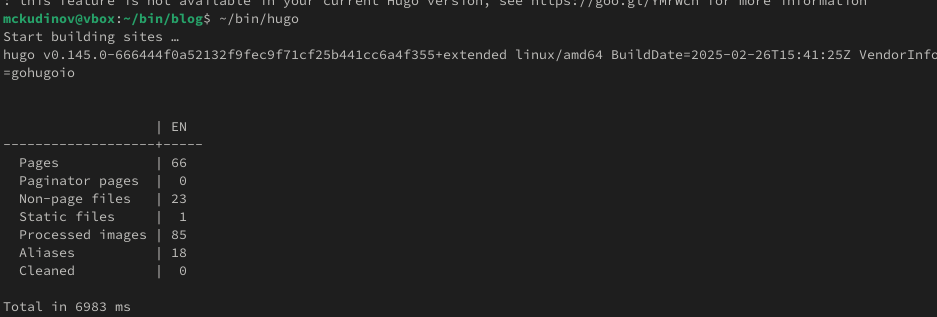 : this feature is not available in your current Hugo version, see https://goo.gl/YMrWcn for more information
mckudinov@vbox:~/bin/blog$ ~/bin/hugo
Start building sites …
hugo v0.145.0-666444f0a52132f9fec9f71cf25b441cc6a4f355+extended linux/amd64 BuildDate=2025-02-26T15:41:25Z VendorInfo
=gohugoio
| EN
-------------------+-----
Pages | 66
Paginator pages | 0
Non-page files | 23
Static files | 1
Processed images | 85
Aliases | 18
Cleaned | 0
Total in 6983 ms